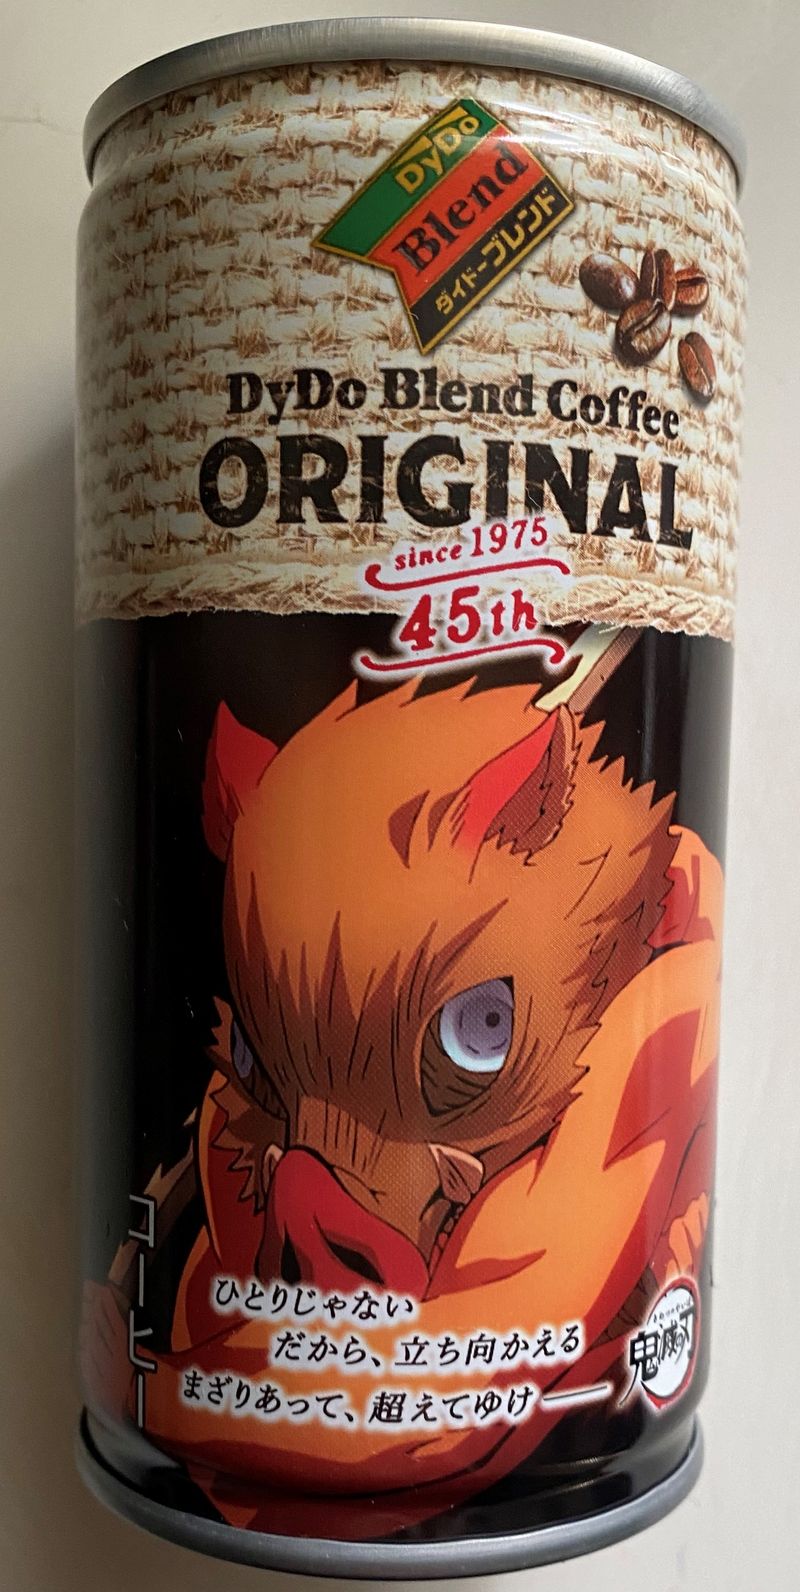 DyDo
Blend
ダイドーブレンド
DyDo Blend Coffee
ORIGINAL
since 1975
45th
コーヒー
ひとりじゃない
だから、立ち向かえる
まざりあって、超えてゆけ──
鬼滅の刃